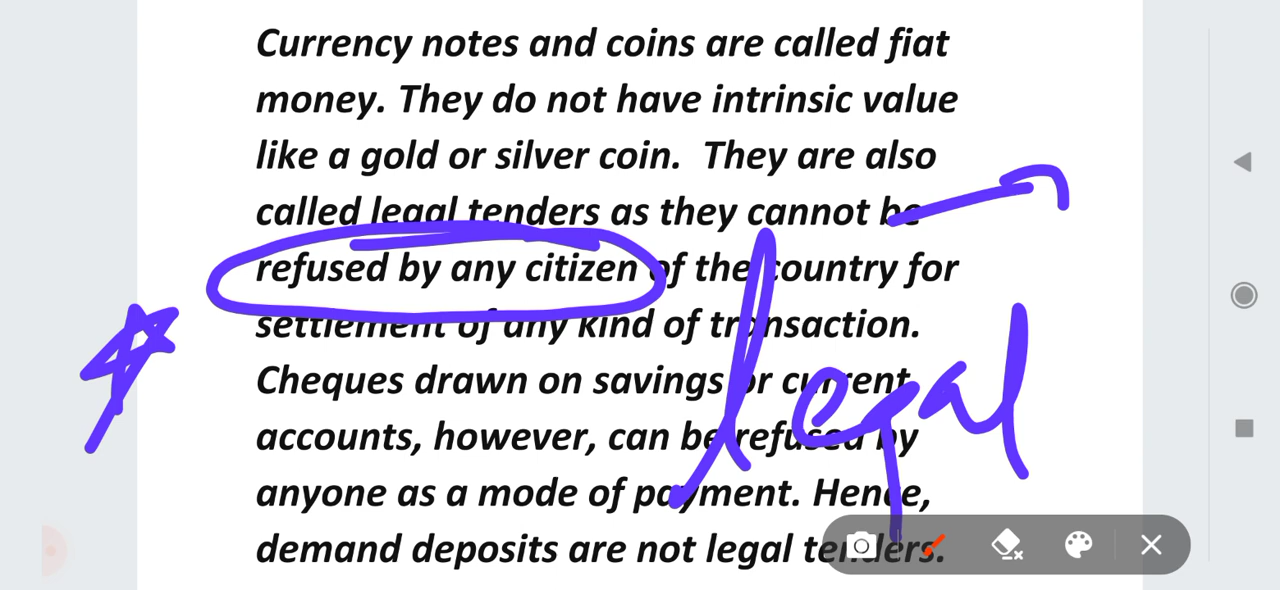 Currency notes and coins are called fiat
money. They do not have intrinsic value
like a gold or silver coin. They are also
called legal tenders as they cannot be
refused by any citizen of the country for
settlement of any kind of transaction.
Cheques drawn on savings or current
accounts, however, can be refused by
anyone as a mode of payment. Hence,
demand deposits are not legal tenders.
legal